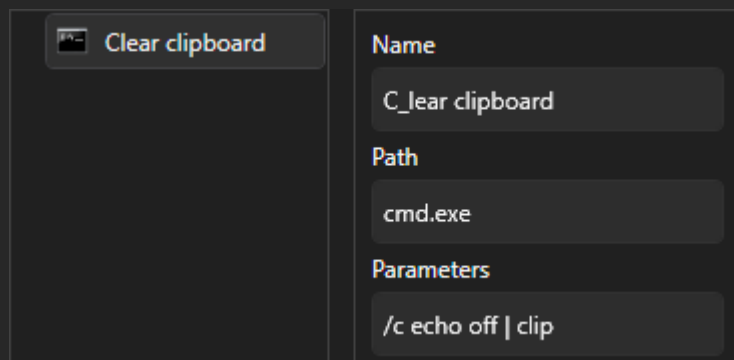 Clear clipboard
Name
C_lear clipboard
Path
cmd.exe
Parameters
/c echo off | clip